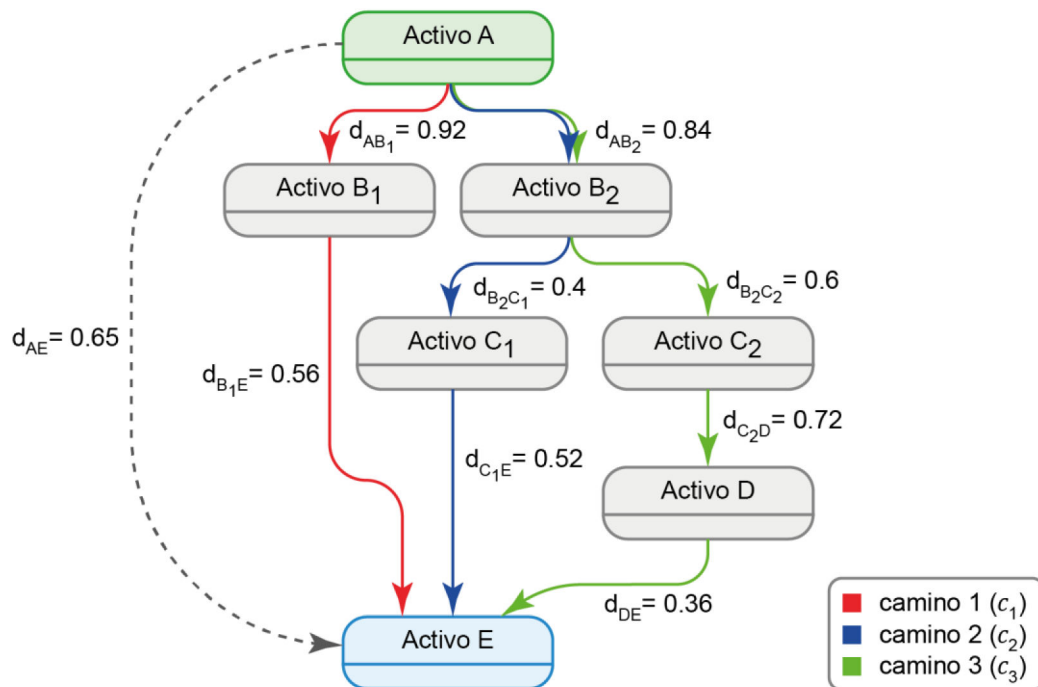 Activo A
d_AB₁ = 0.92
d_AB₂ = 0.84
Activo B₁
Activo B₂
d_B₂C₁ = 0.4
d_B₂C₂ = 0.6
Activo C₁
Activo C₂
d_AE = 0.65
d_B₁E = 0.56
d_C₂D = 0.72
d_C₁E = 0.52
Activo D
d_DE = 0.36
Activo E
camino 1 (c₁)
camino 2 (c₂)
camino 3 (c₃)